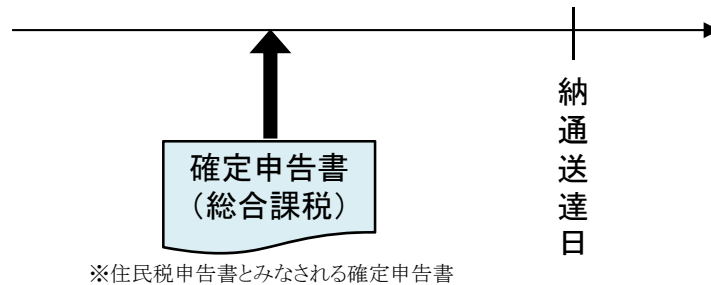 確定申告書
（総合課税）
納通送達日
※住民税申告書とみなされる確定申告書